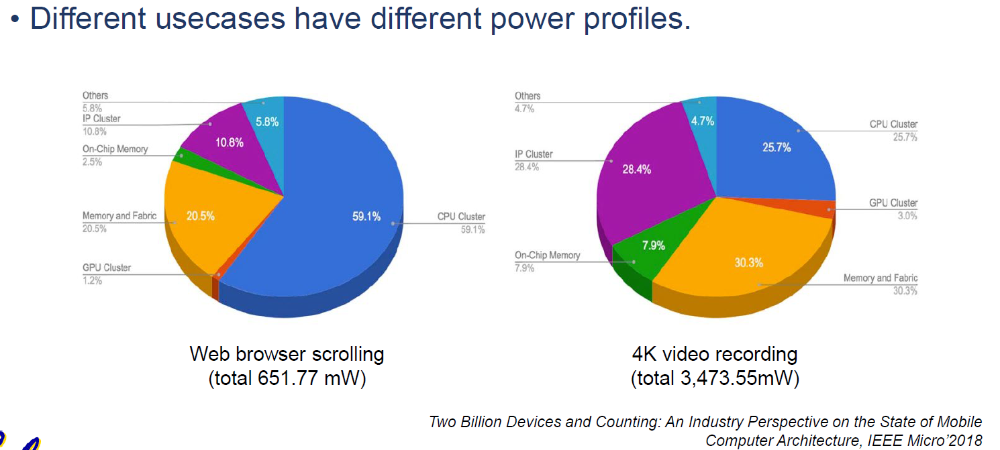 • Different usecases have different power profiles.
Others
5.8%
IP Cluster
10.8%
On-Chip Memory
2.5%
Memory and Fabric
20.5%
GPU Cluster
1.2%
CPU Cluster
59.1%
5.8%
10.8%
20.5%
59.1%
Web browser scrolling
(total 651.77 mW)
Others
4.7%
IP Cluster
28.4%
On-Chip Memory
7.9%
CPU Cluster
25.7%
GPU Cluster
3.0%
Memory and Fabric
30.3%
4.7%
25.7%
28.4%
7.9%
30.3%
4K video recording
(total 3,473.55mW)
Two Billion Devices and Counting: An Industry Perspective on the State of Mobile
Computer Architecture, IEEE Micro'2018